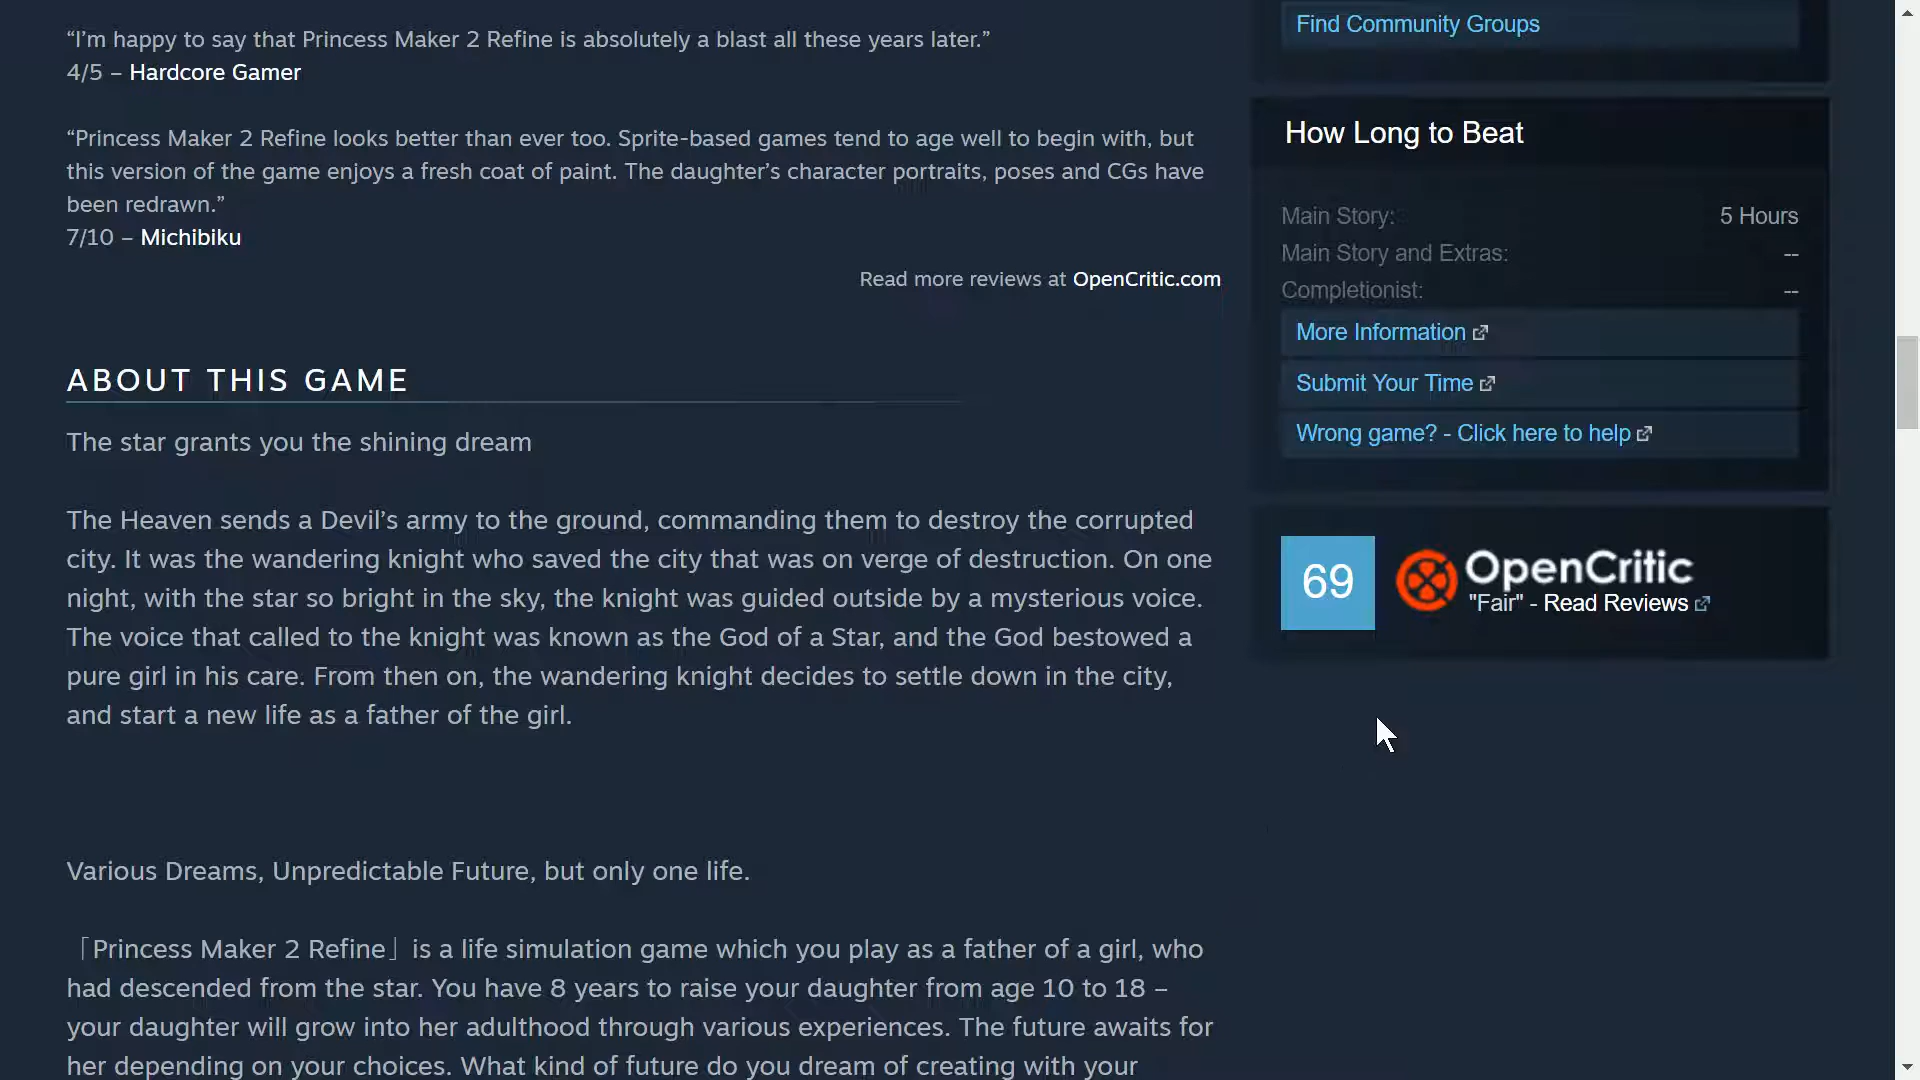 “I’m happy to say that Princess Maker 2 Refine is absolutely a blast all these years later.”
4/5 – Hardcore Gamer
“Princess Maker 2 Refine looks better than ever too. Sprite-based games tend to age well to begin with, but
this version of the game enjoys a fresh coat of paint. The daughter’s character portraits, poses and CGs have
been redrawn.”
7/10 – Michibiku
Read more reviews at OpenCritic.com
ABOUT THIS GAME
The star grants you the shining dream
The Heaven sends a Devil’s army to the ground, commanding them to destroy the corrupted
city. It was the wandering knight who saved the city that was on verge of destruction. On one
night, with the star so bright in the sky, the knight was guided outside by a mysterious voice.
The voice that called to the knight was known as the God of a Star, and the God bestowed a
pure girl in his care. From then on, the wandering knight decides to settle down in the city,
and start a new life as a father of the girl.
Various Dreams, Unpredictable Future, but only one life.
「Princess Maker 2 Refine」is a life simulation game which you play as a father of a girl, who
had descended from the star. You have 8 years to raise your daughter from age 10 to 18 –
your daughter will grow into her adulthood through various experiences. The future awaits for
her depending on your choices. What kind of future do you dream of creating with your
Find Community Groups
How Long to Beat
Main Story: 5 Hours
Main Story and Extras: --
Completionist: --
More Information
Submit Your Time
Wrong game? - Click here to help
69
OpenCritic
"Fair" - Read Reviews